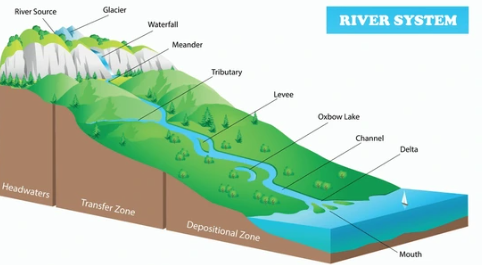 RIVER SYSTEM
River Source
Glacier
Waterfall
Meander
Tributary
Levee
Oxbow Lake
Channel
Delta
Headwaters
Transfer Zone
Depositional Zone
Mouth